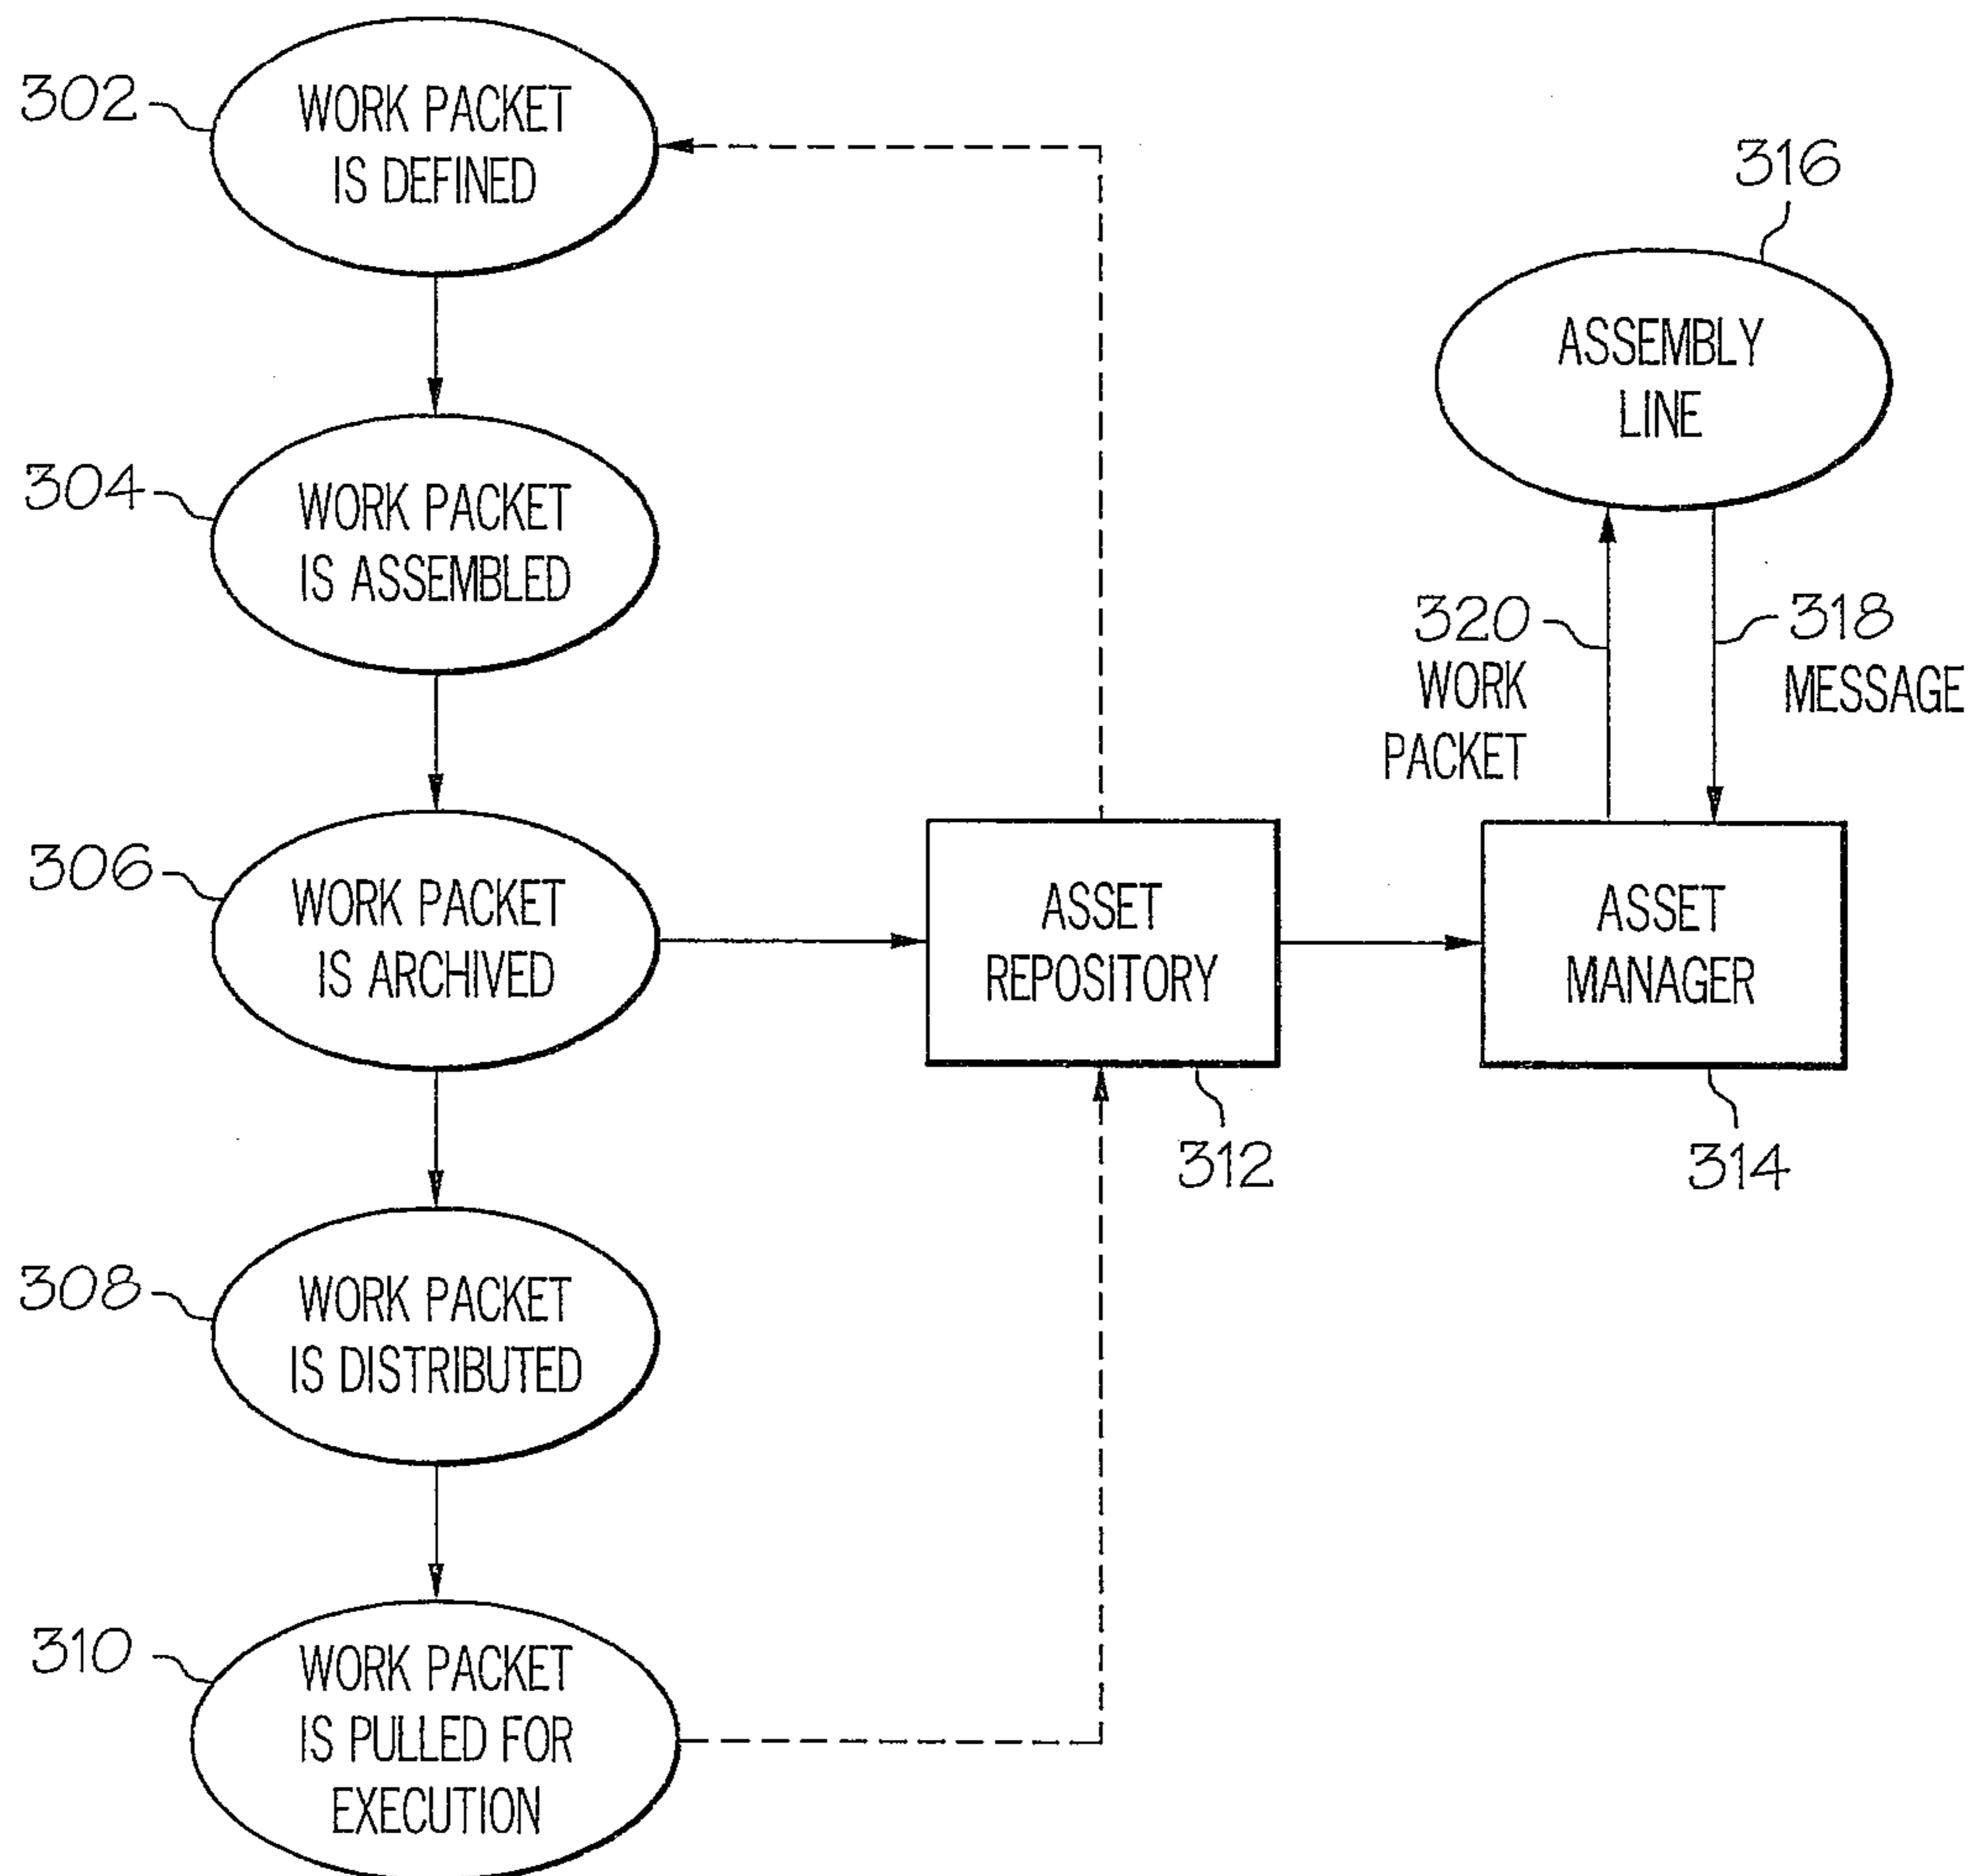 302
WORK PACKET
IS DEFINED
316
ASSEMBLY
LINE
304
WORK PACKET
IS ASSEMBLED
320
WORK
PACKET
318
MESSAGE
306
WORK PACKET
IS ARCHIVED
ASSET
REPOSITORY
312
ASSET
MANAGER
314
308
WORK PACKET
IS DISTRIBUTED
310
WORK PACKET
IS PULLED FOR
EXECUTION